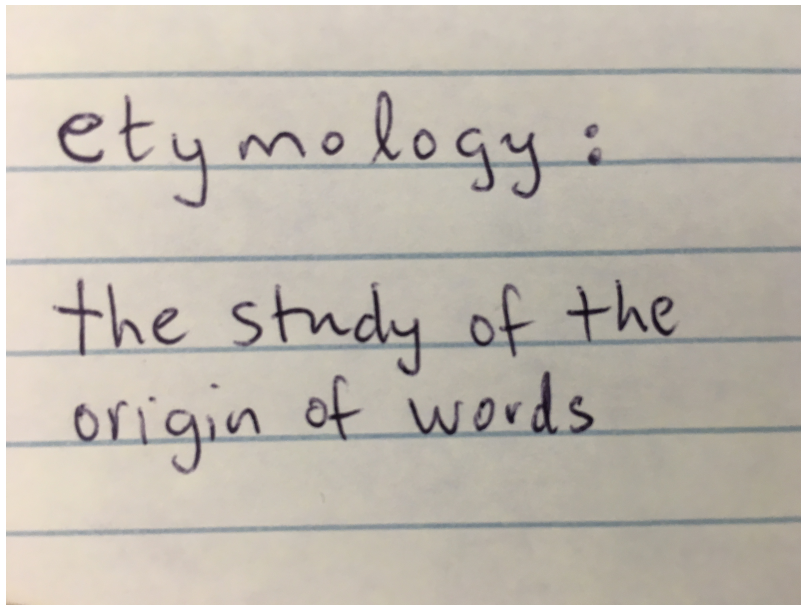 etymology:
the study of the
origin of words